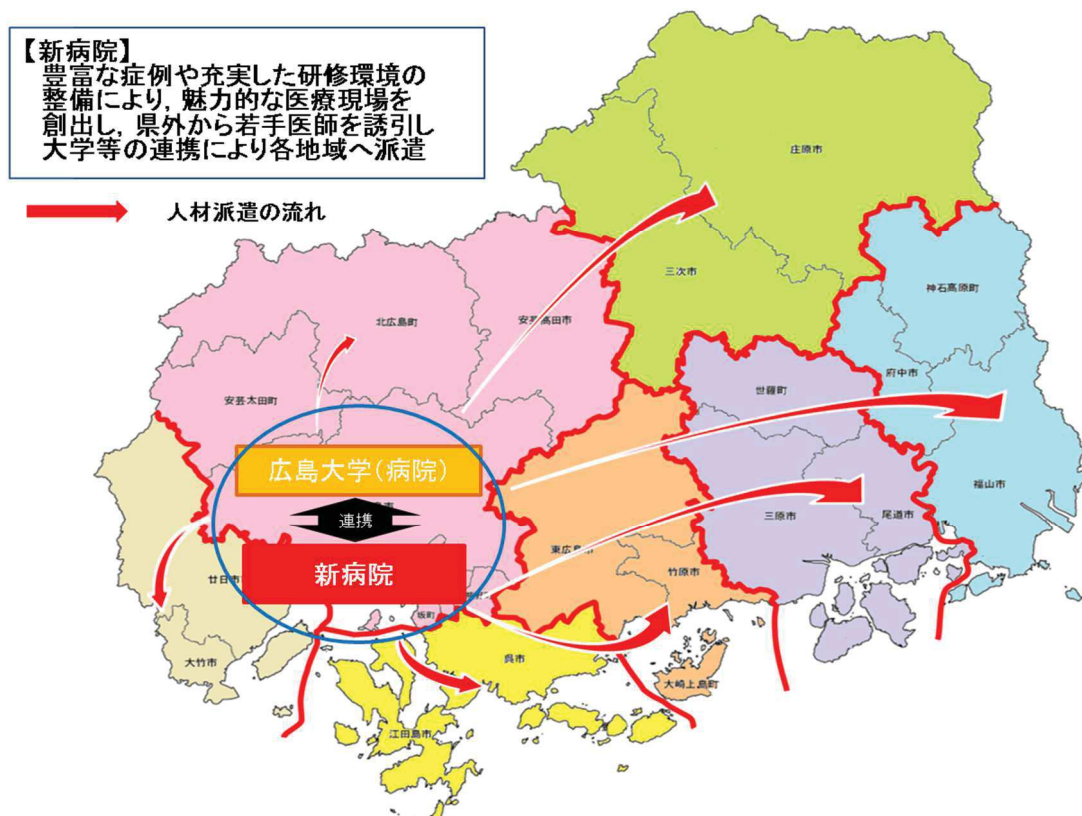 【新病院】
豊富な症例や充実した研修環境の
整備により，魅力的な医療現場を
創出し，県外から若手医師を誘引し
大学等の連携により各地域へ派遣
人材派遣の流れ
庄原市
三次市
神石高原町
北広島町
安芸高田市
府中市
世羅町
安芸太田町
広島大学（病院）
福山市
連携
市
三原市
尾道市
東広島市
新病院
廿日市
竹原市
坂町
呉市
大竹市
大崎上島町
江田島市